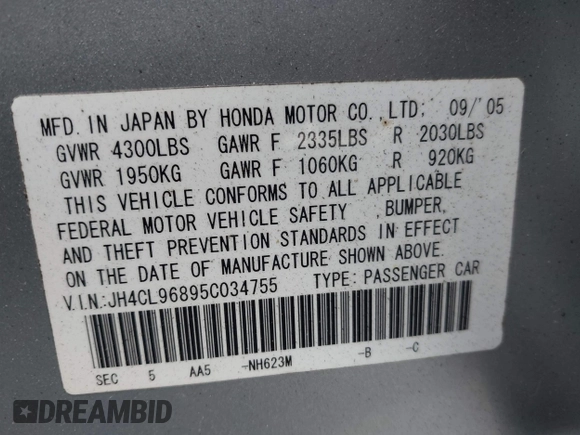 MFD. IN JAPAN BY HONDA MOTOR CO., LTD; 09/'05
GVWR 4300LBS GAWR F 2335LBS R 2030LBS
GVWR 1950KG GAWR F 1060KG R 920KG
THIS VEHICLE CONFORMS TO ALL APPLICABLE
FEDERAL MOTOR VEHICLE SAFETY ,BUMPER,
AND THEFT PREVENTION STANDARDS IN EFFECT
ON THE DATE OF MANUFACTURE SHOWN ABOVE.
V.I.N:JH4CL96895C034755 TYPE: PASSENGER CAR
SEC 5 AA5 -NH623M -B -C
DREAMBID